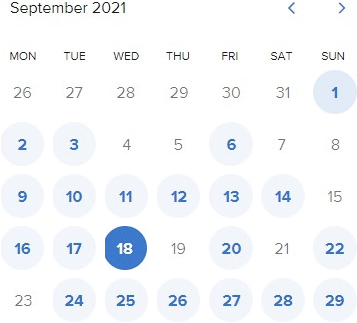 September 2021
MON TUE WED THU FRI SAT SUN
26 27 28 29 30 31 1
2 3 4 5 6 7 8
9 10 11 12 13 14 15
16 17 18 19 20 21 22
23 24 25 26 27 28 29